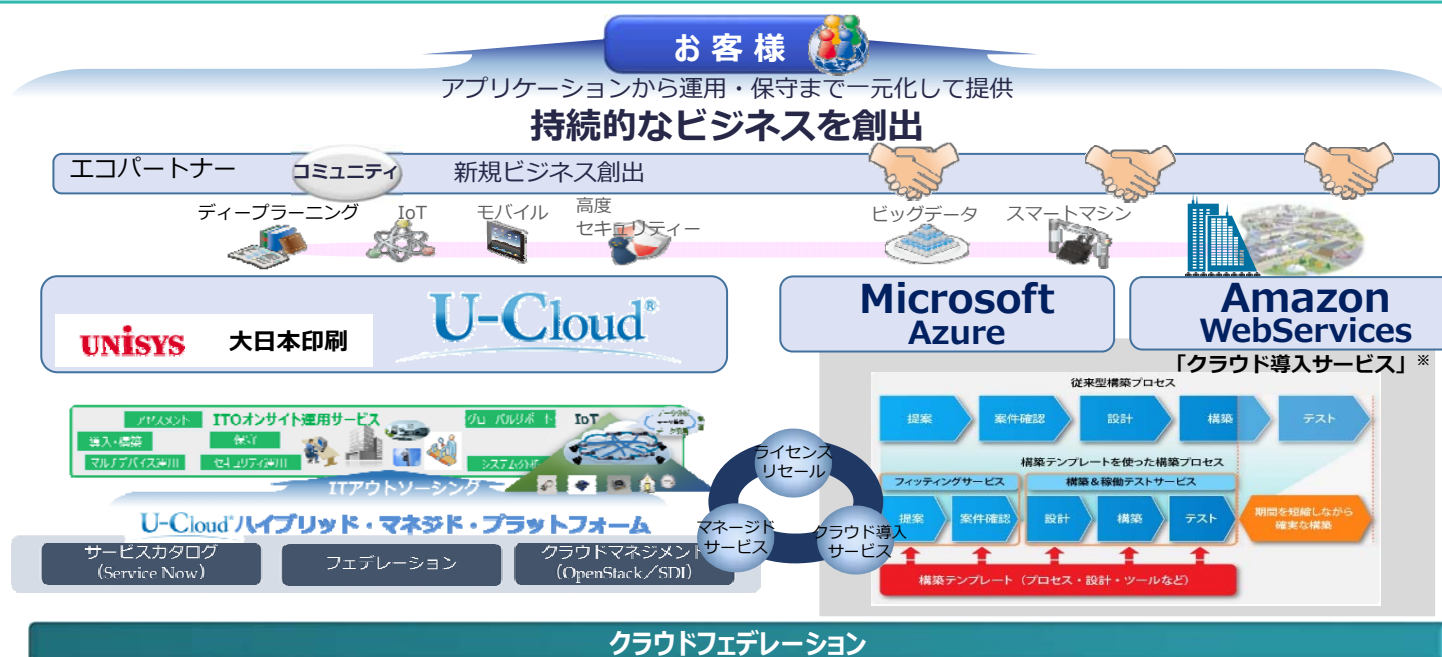 お客様
アプリケーションから運用・保守まで一元化して提供
持続的なビジネスを創出
エコパートナー
コミュニティ
新規ビジネス創出
ディープラーニング
IoT
モバイル
高度
セキュリティー
ビッグデータ
スマートマシン
UNiSYS
大日本印刷
U-Cloud®
Microsoft
Azure
Amazon
WebServices
「クラウド導入サービス」※
従来型構築プロセス
提案
案件確認
設計
構築
テスト
構築テンプレートを使った構築プロセス
フィッティングサービス
構築&稼働テストサービス
提案
案件確認
設計
構築
テスト
期間を短縮しながら
確実な構築
構築テンプレート（プロセス・設計・ツールなど）
アセスメント
ITOオンサイト運用サービス
IoT
導入・構築
保守
ITアウトソーシング
U-Cloud®ハイブリッド・マネジド・プラットフォーム
サービスカタログ
（Service Now）
フェデレーション
クラウドマネジメント
（OpenStack／SDI）
ライセンス
リセール
マネージド
サービス
クラウド導入
サービス
クラウドフェデレーション